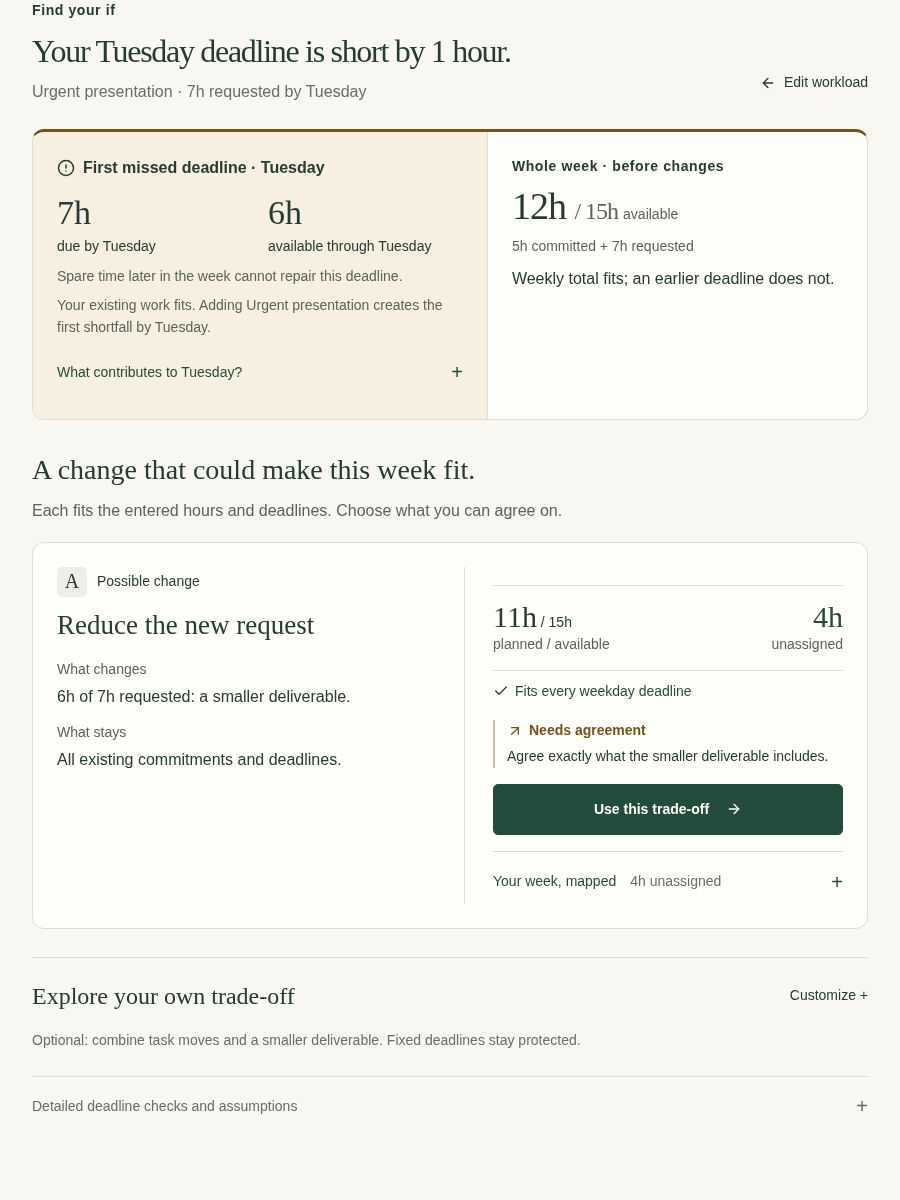 Find your if
Your Tuesday deadline is short by 1 hour.
Urgent presentation · 7h requested by Tuesday
← Edit workload
First missed deadline · Tuesday
7h
due by Tuesday
6h
available through Tuesday
Spare time later in the week cannot repair this deadline.
Your existing work fits. Adding Urgent presentation creates the
first shortfall by Tuesday.
What contributes to Tuesday? +
Whole week · before changes
12h / 15h available
5h committed + 7h requested
Weekly total fits; an earlier deadline does not.
A change that could make this week fit.
Each fits the entered hours and deadlines. Choose what you can agree on.
A Possible change
Reduce the new request
What changes
6h of 7h requested: a smaller deliverable.
What stays
All existing commitments and deadlines.
11h / 15h
planned / available
4h
unassigned
Fits every weekday deadline
Needs agreement
Agree exactly what the smaller deliverable includes.
Use this trade-off →
Your week, mapped 4h unassigned +
Explore your own trade-off
Customize +
Optional: combine task moves and a smaller deliverable. Fixed deadlines stay protected.
Detailed deadline checks and assumptions +